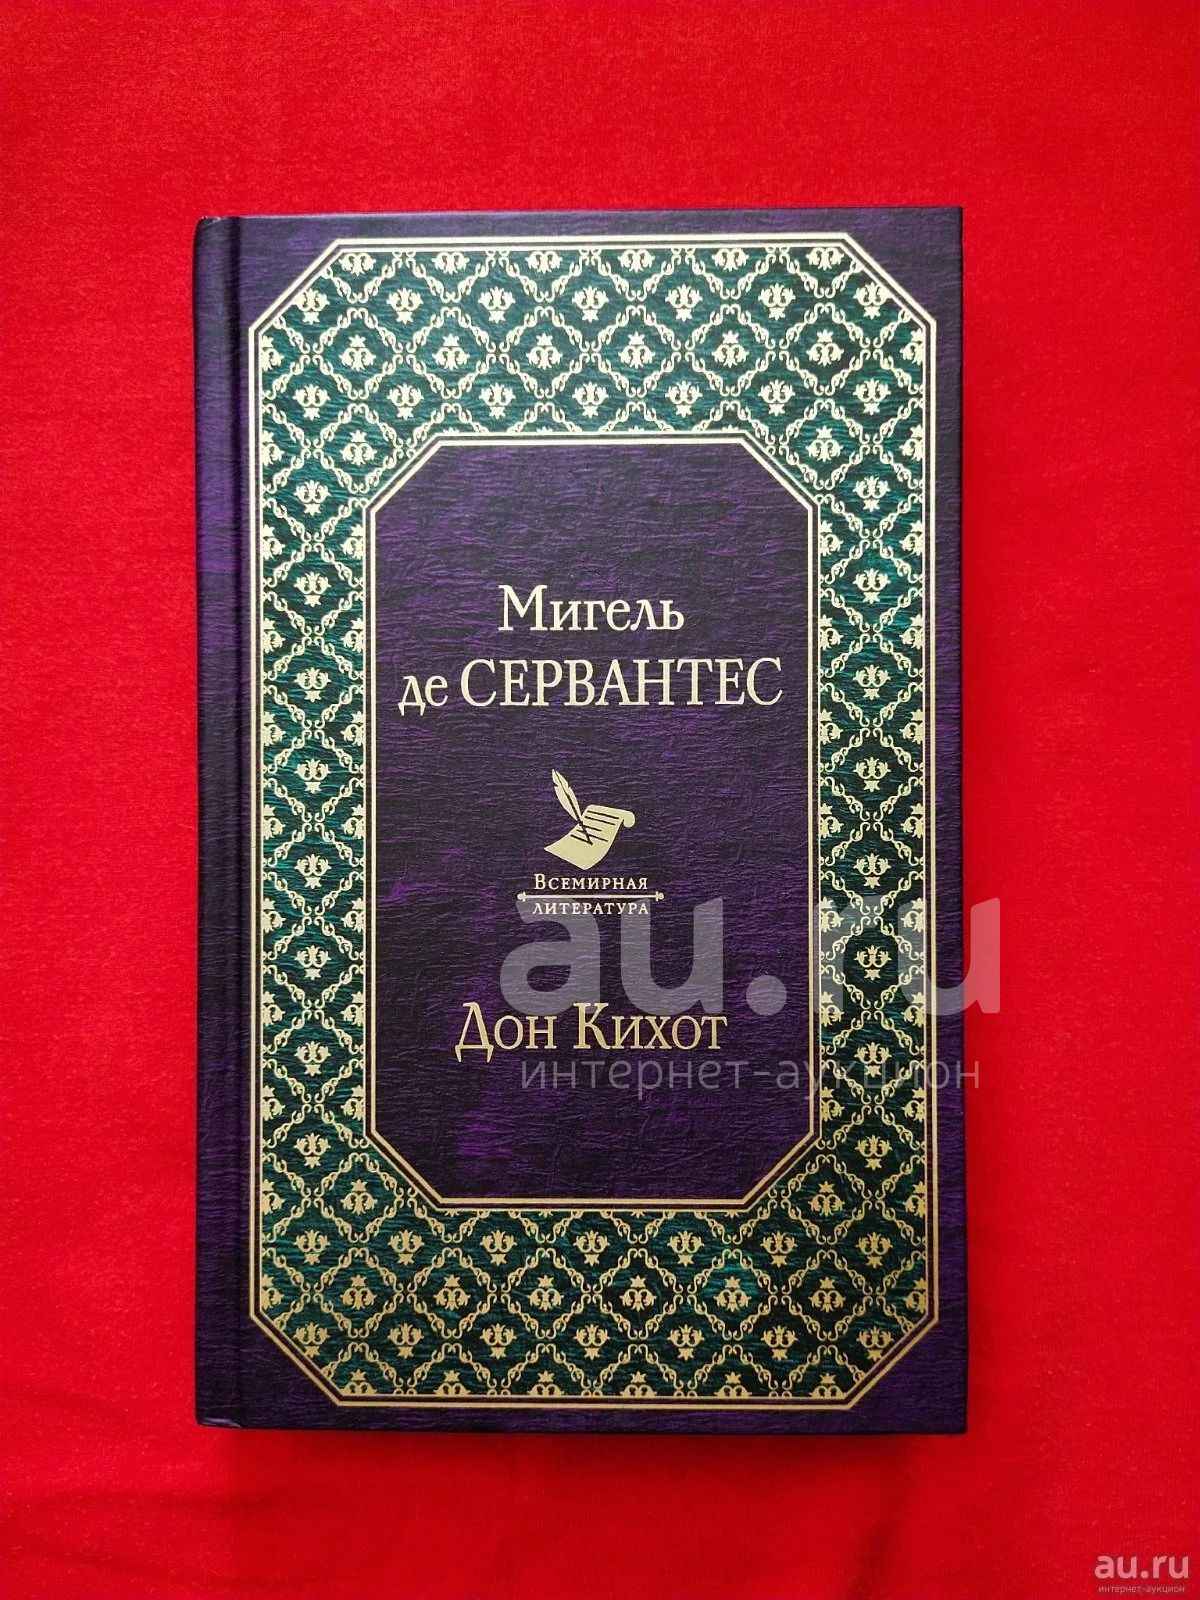 Мигель
де СЕРВАНТЕС
Всемирная
литература
Дон Кихот
au.ru
интернет-аукцион
au.ru
интернет-аукцион